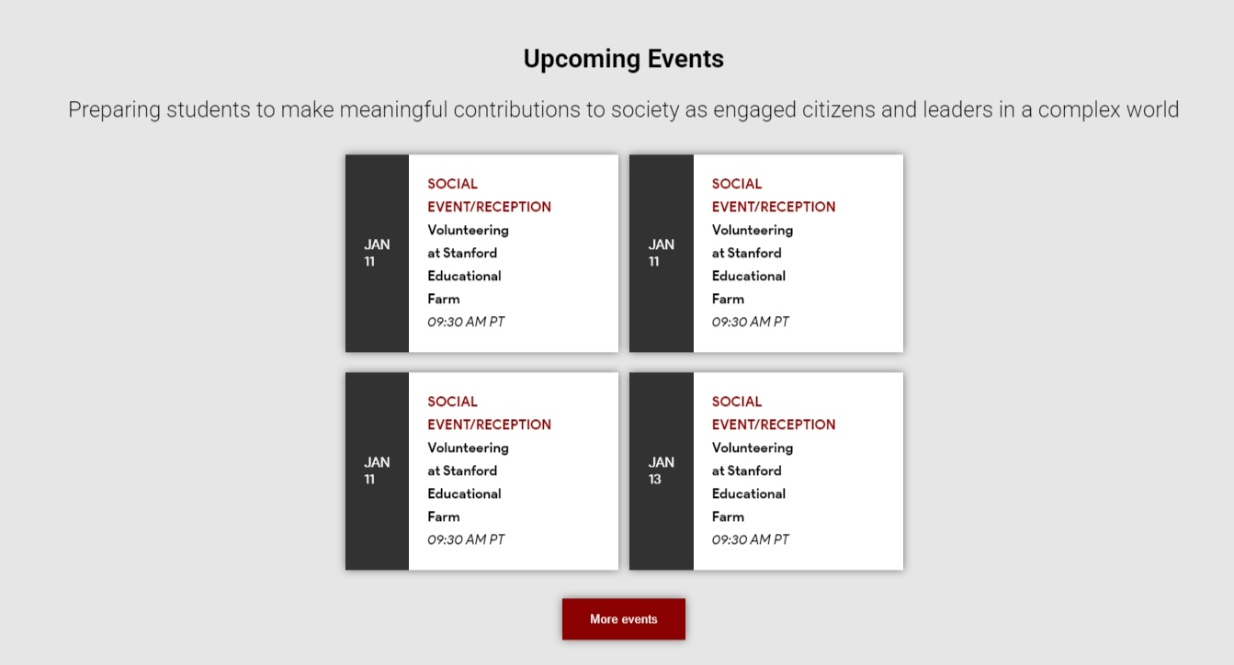 Upcoming Events
Preparing students to make meaningful contributions to society as engaged citizens and leaders in a complex world
JAN
11
SOCIAL
EVENT/RECEPTION
Volunteering
at Stanford
Educational
Farm
09:30 AM PT
JAN
11
SOCIAL
EVENT/RECEPTION
Volunteering
at Stanford
Educational
Farm
09:30 AM PT
JAN
11
SOCIAL
EVENT/RECEPTION
Volunteering
at Stanford
Educational
Farm
09:30 AM PT
JAN
13
SOCIAL
EVENT/RECEPTION
Volunteering
at Stanford
Educational
Farm
09:30 AM PT
More events